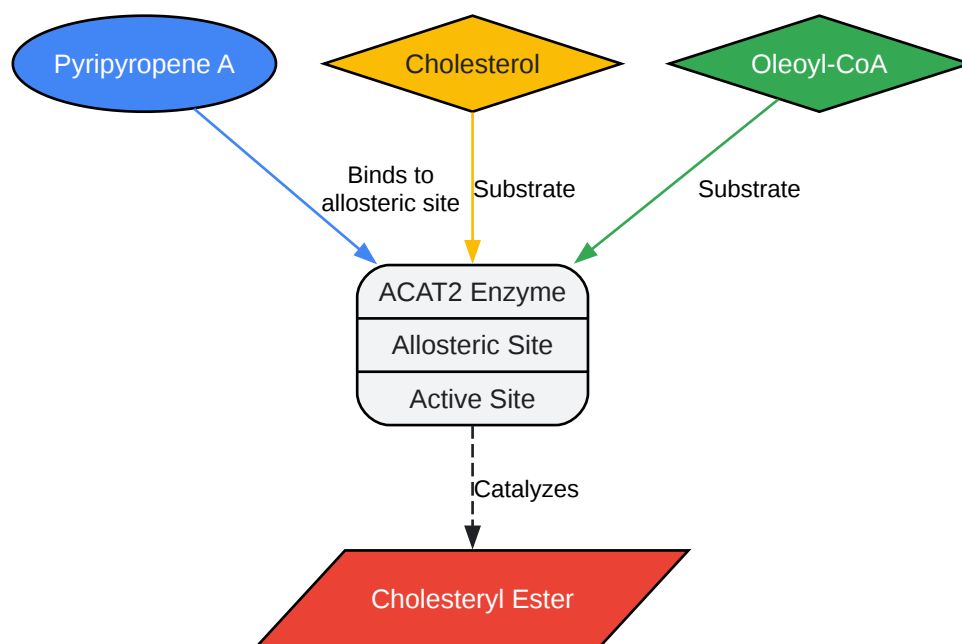 Pyripyropene A
Cholesterol
Oleoyl-CoA
Binds to
allosteric site
Substrate
Substrate
ACAT2 Enzyme
Allosteric Site
Active Site
Catalyzes
Cholesteryl Ester